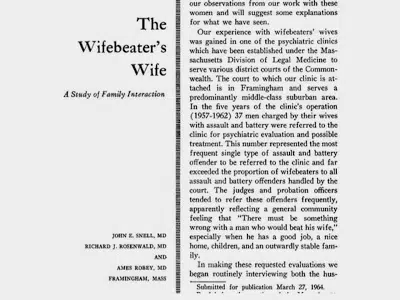 The
Wifebeater's
Wife
A Study of Family Interaction
JOHN E. SNELL, MD
RICHARD J. ROSENWALD, MD
AND
AMES ROBEY, MD
FRAMINGHAM, MASS
our observations from our work with these
women and will suggest some explanations
for what we have seen.
Our experience with wifebeaters' wives
was gained in one of the psychiatric clinics
which have been established under the Mas-
sachusetts Division of Legal Medicine to
serve various district courts of the Common-
wealth. The court to which our clinic is at-
tached is in Framingham and serves a
predominantly middle-class suburban area.
In the five years of the clinic's operation
(1957-1962) 37 men charged by their wives
with assault and battery were referred to the
clinic for psychiatric evaluation and possible
treatment. This number represented the most
frequent single type of assault and battery
offender to be referred to the clinic and far
exceeded the proportion of wifebeaters to all
assault and battery offenders handled by the
court. The judges and probation officers
tended to refer these offenders frequently,
apparently reflecting a general community
feeling that "There must be something
wrong with a man who would beat his wife,"
especially when he has a good job, a nice
home, children, and an outwardly stable fam-
ily.
In making these requested evaluations we
began routinely interviewing both the hus-
Submitted for publication March 27, 1964.